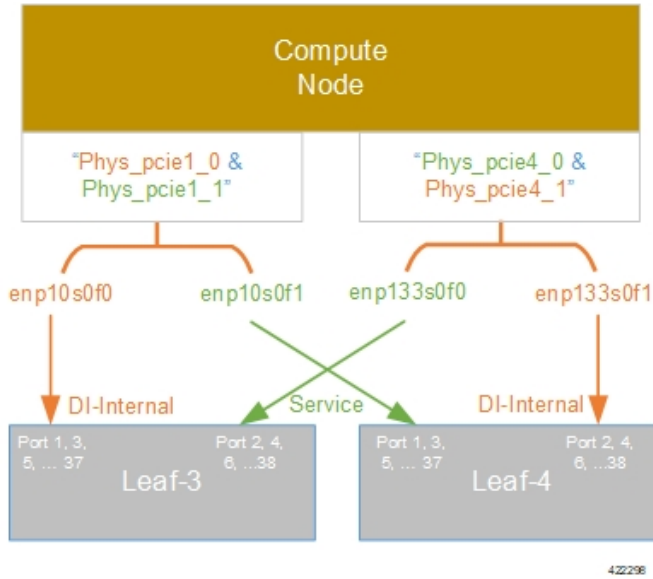 Compute
Node
“Phys_pcie1_0 &
Phys_pcie1_1”
“Phys_pcie4_0 &
Phys_pcie4_1”
enp10s0f0
enp10s0f1
enp133s0f0
enp133s0f1
DI-Internal
Service
DI-Internal
Port 1, 3,
5, ... 37
Port 2, 4,
6, ...38
Leaf-3
Port 1, 3,
5, ... 37
Port 2, 4,
6, ...38
Leaf-4
422298